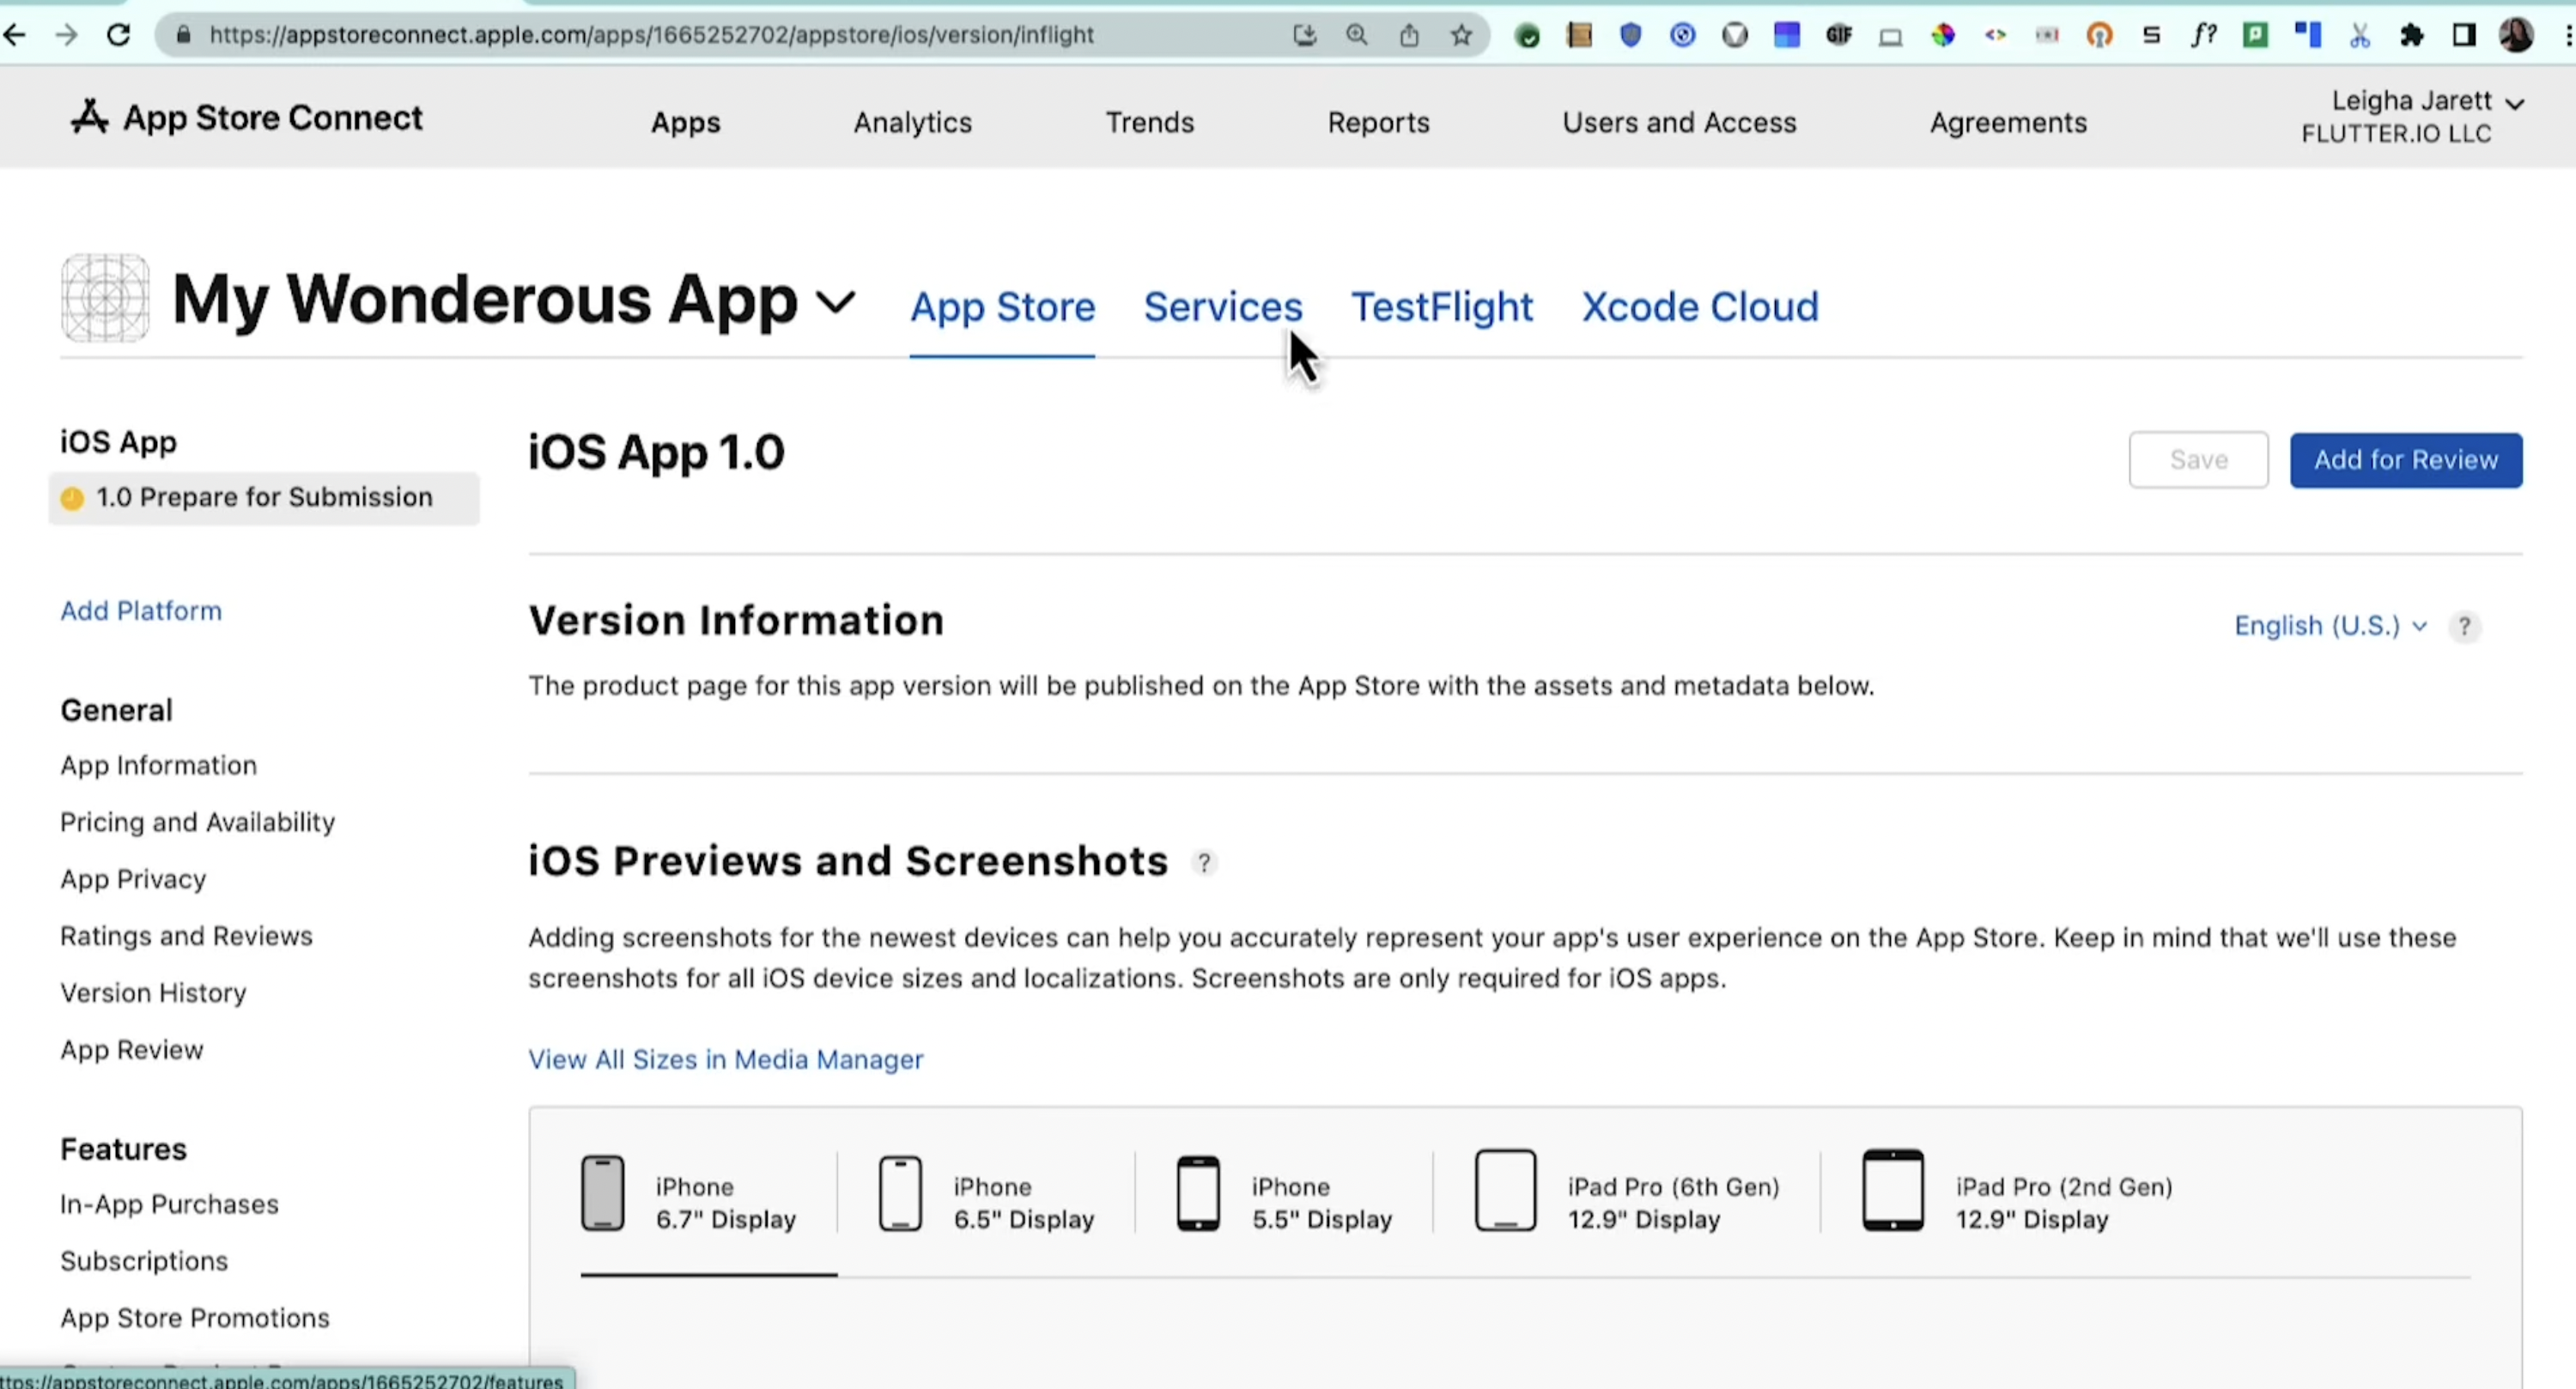 https://appstoreconnect.apple.com/apps/1665252702/appstore/ios/version/inflight
GIF
S
f?
App Store Connect
Apps
Analytics
Trends
Reports
Users and Access
Agreements
Leigha Jarett
FLUTTER.IO LLC
My Wonderous App
App Store
Services
TestFlight
Xcode Cloud
iOS App
1.0 Prepare for Submission
Add Platform
General
App Information
Pricing and Availability
App Privacy
Ratings and Reviews
Version History
App Review
Features
In-App Purchases
Subscriptions
App Store Promotions
iOS App 1.0
Save
Add for Review
Version Information
English (U.S.)
?
The product page for this app version will be published on the App Store with the assets and metadata below.
iOS Previews and Screenshots
?
Adding screenshots for the newest devices can help you accurately represent your app's user experience on the App Store. Keep in mind that we'll use these
screenshots for all iOS device sizes and localizations. Screenshots are only required for iOS apps.
View All Sizes in Media Manager
iPhone
6.7" Display
iPhone
6.5" Display
iPhone
5.5" Display
iPad Pro (6th Gen)
12.9" Display
iPad Pro (2nd Gen)
12.9" Display
ttps://appstoreconnect.apple.com/apps/1665252702/features